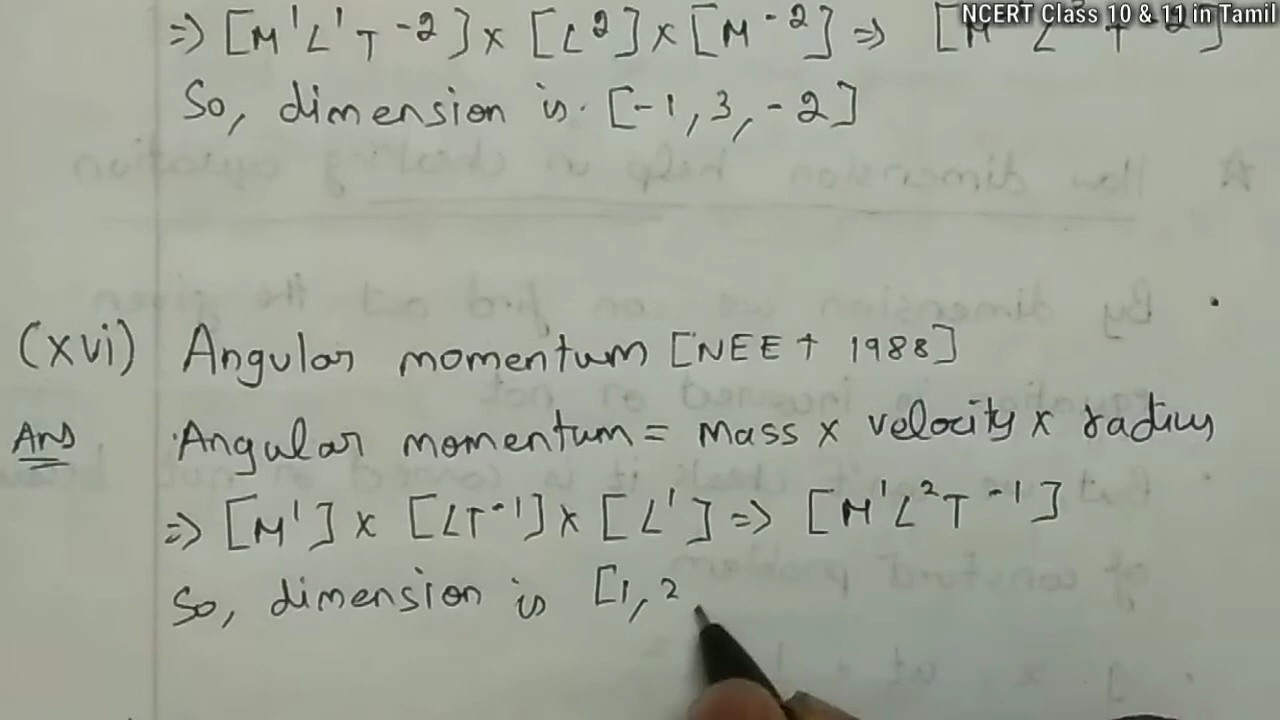 NCERT Class 10 & 11 in Tamil
⇒ [M¹L¹T⁻²] × [L²] × [M⁻²] ⇒
So, dimension is [-1, 3, -2]
(xvi) Angular momentum [NEET 1988]
Ans Angular momentum = Mass × velocity × radius
⇒ [M¹] × [LT⁻¹] × [L¹] ⇒ [M¹L²T⁻¹]
So, dimension is [1, 2